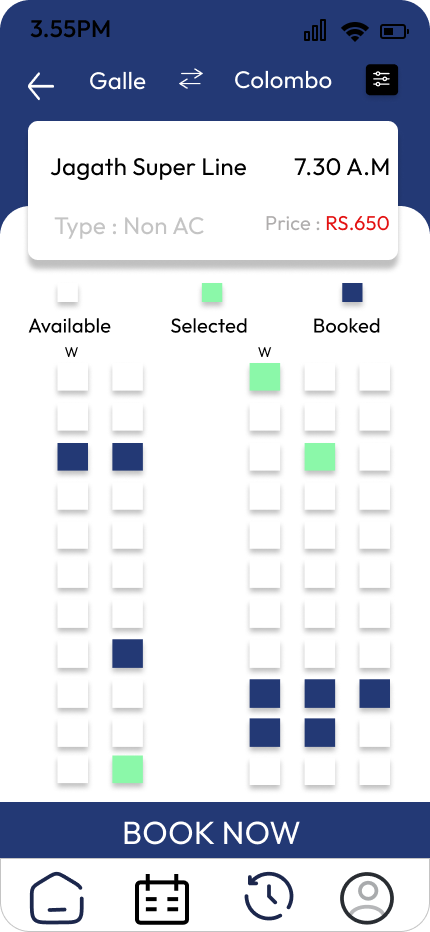 3.55PM
Galle Colombo
Jagath Super Line 7.30 A.M
Type : Non AC Price : RS.650
Available Selected Booked
W W
BOOK NOW